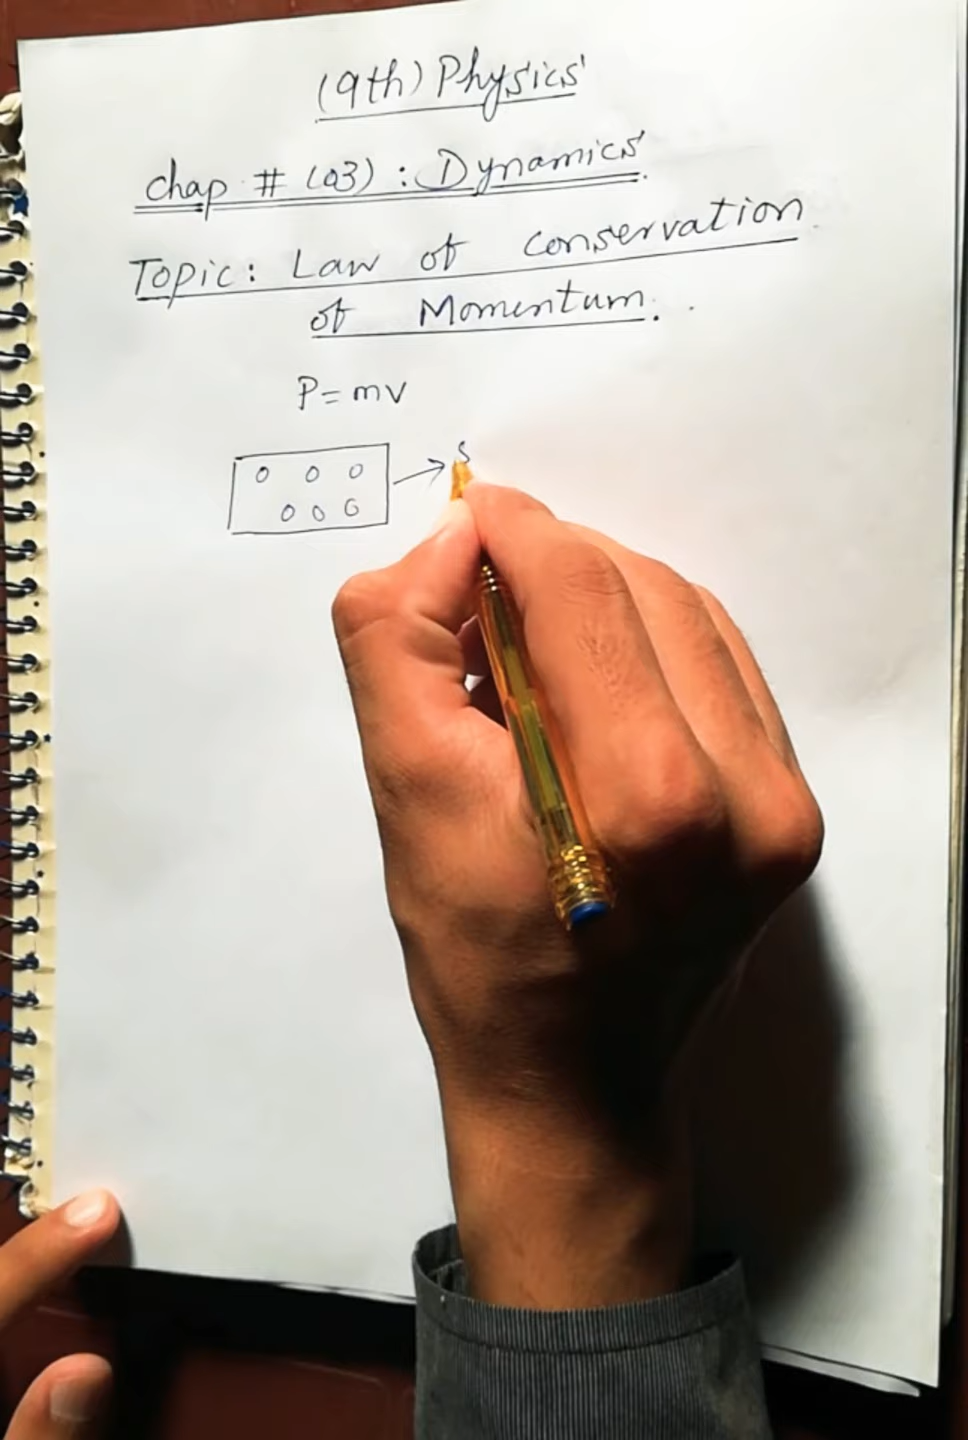 (9th) Physics
Chap # (03) : Dynamics.
Topic: Law of Conservation
of Momentum.
P = mv
S